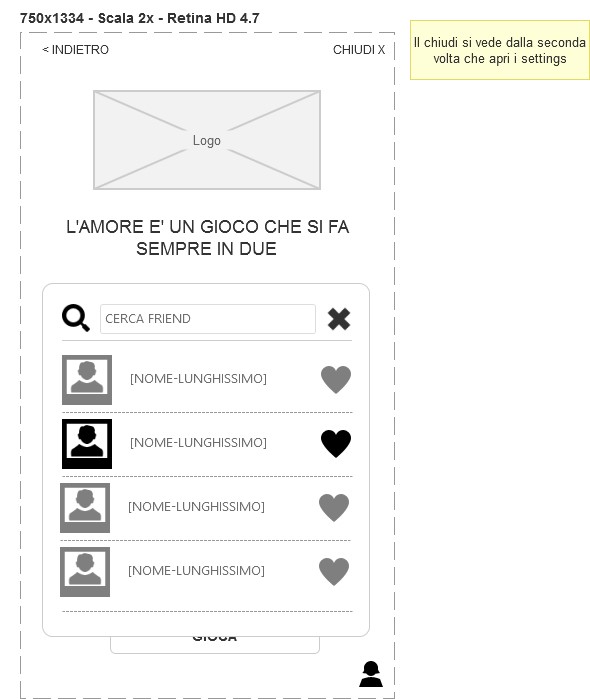 750x1334 - Scala 2x - Retina HD 4.7
< INDIETRO
CHIUDI X
Il chiudi si vede dalla seconda
volta che apri i settings
Logo
L'AMORE E' UN GIOCO CHE SI FA
SEMPRE IN DUE
CERCA FRIEND
[NOME-LUNGHISSIMO]
[NOME-LUNGHISSIMO]
[NOME-LUNGHISSIMO]
[NOME-LUNGHISSIMO]
GIOCA